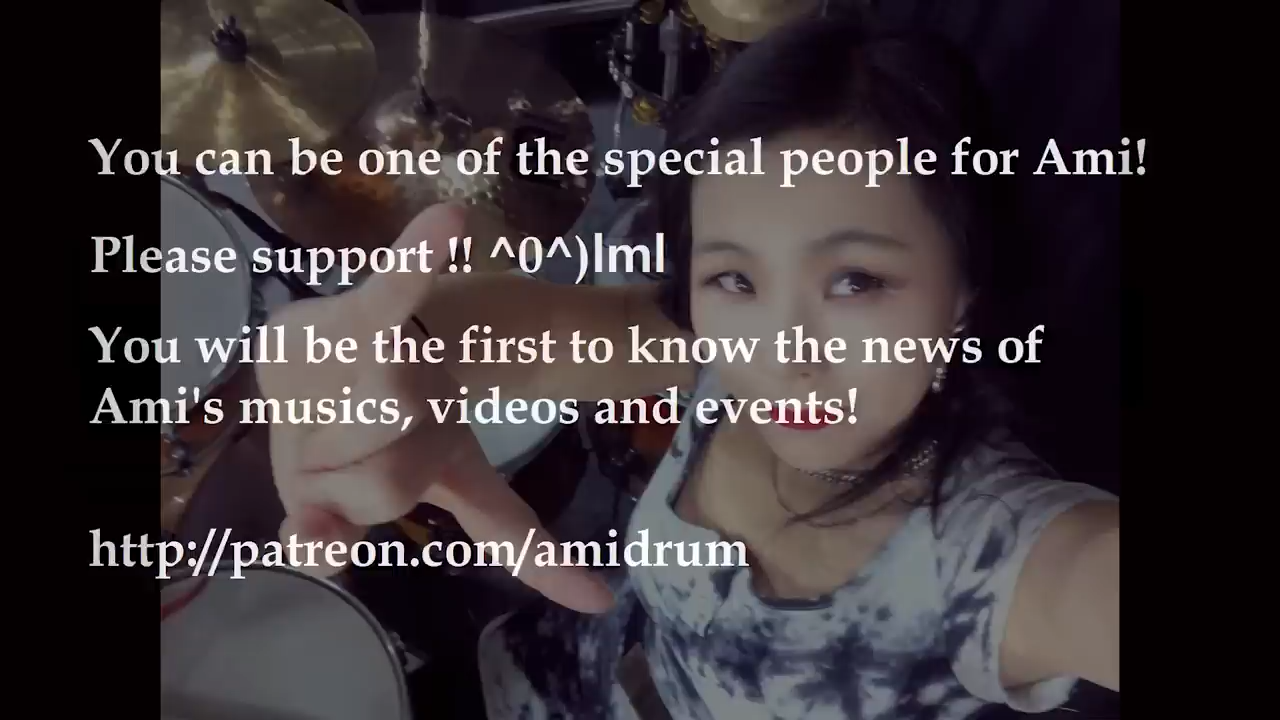 You can be one of the special people for Ami!
Please support !! ^0^)lml
You will be the first to know the news of
Ami's musics, videos and events!
http://patreon.com/amidrum